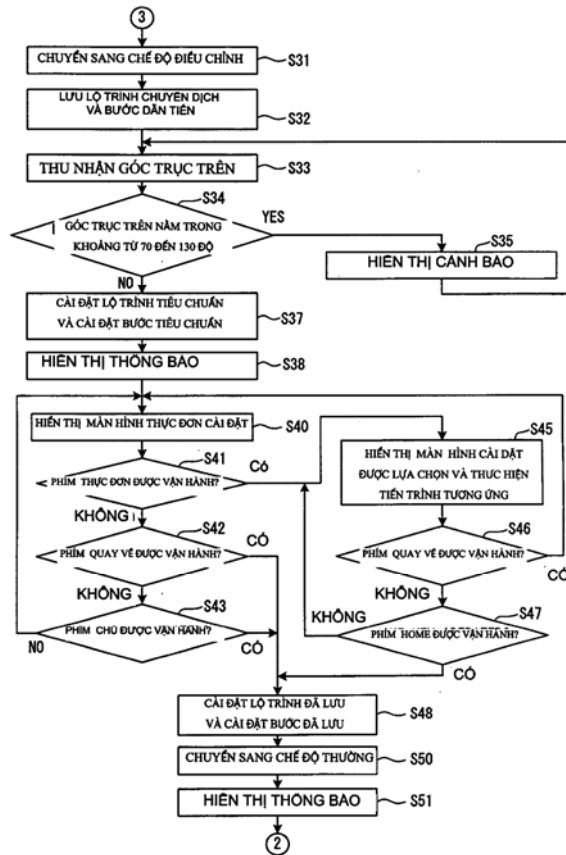 3
CHUYỂN SANG CHẾ ĐỘ ĐIỀU CHỈNH
S31
LƯU LỘ TRÌNH CHUYỂN DỊCH
VÀ BƯỚC DẪN TIẾN
S32
THU NHẬN GÓC TRỤC TRÊN
S33
S34
GÓC TRỤC TRÊN NẰM TRONG
KHOẢNG TỪ 70 ĐẾN 130 ĐỘ
YES
S35
HIỂN THỊ CẢNH BÁO
NO
CÀI ĐẶT LỘ TRÌNH TIÊU CHUẨN
VÀ CÀI ĐẶT BƯỚC TIÊU CHUẨN
S37
HIỂN THỊ THÔNG BÁO
S38
HIỂN THỊ MÀN HÌNH THỰC ĐƠN CÀI ĐẶT
S40
S45
HIỂN THỊ MÀN HÌNH CÀI ĐẶT
ĐƯỢC LỰA CHỌN VÀ THỰC HIỆN
TIẾN TRÌNH TƯƠNG ỨNG
S41
PHÍM THỰC ĐƠN ĐƯỢC VẬN HÀNH?
CÓ
KHÔNG
S42
PHÍM QUAY VỀ ĐƯỢC VẬN HÀNH?
CÓ
S46
PHÍM QUAY VỀ ĐƯỢC VẬN HÀNH?
CÓ
KHÔNG
KHÔNG
S43
PHÍM CHỦ ĐƯỢC VẬN HÀNH?
NO
CÓ
KHÔNG
S47
PHÍM HOME ĐƯỢC VẬN HÀNH?
CÓ
CÀI ĐẶT LỘ TRÌNH ĐÃ LƯU
VÀ CÀI ĐẶT BƯỚC ĐÃ LƯU
S48
CHUYỂN SANG CHẾ ĐỘ THƯỜNG
S50
HIỂN THỊ THÔNG BÁO
S51
2